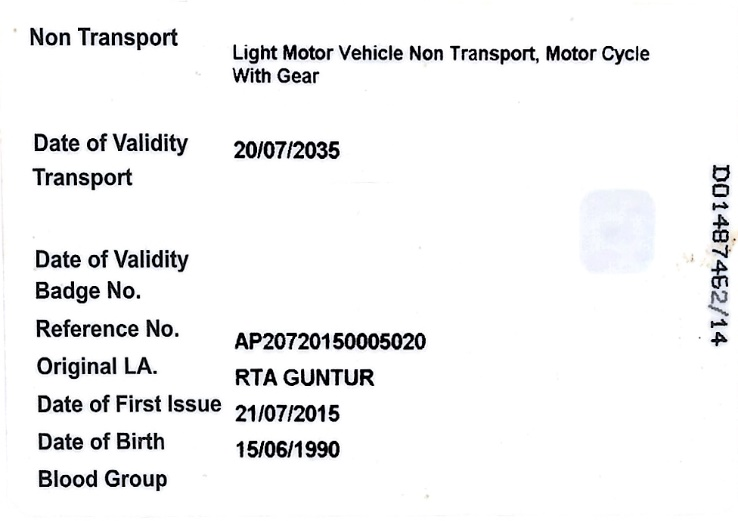 Non Transport
Light Motor Vehicle Non Transport, Motor Cycle
With Gear
Date of Validity 20/07/2035
Transport
Date of Validity
Badge No.
Reference No. AP20720150005020
Original LA. RTA GUNTUR
Date of First Issue 21/07/2015
Date of Birth 15/06/1990
Blood Group
D01487462/14